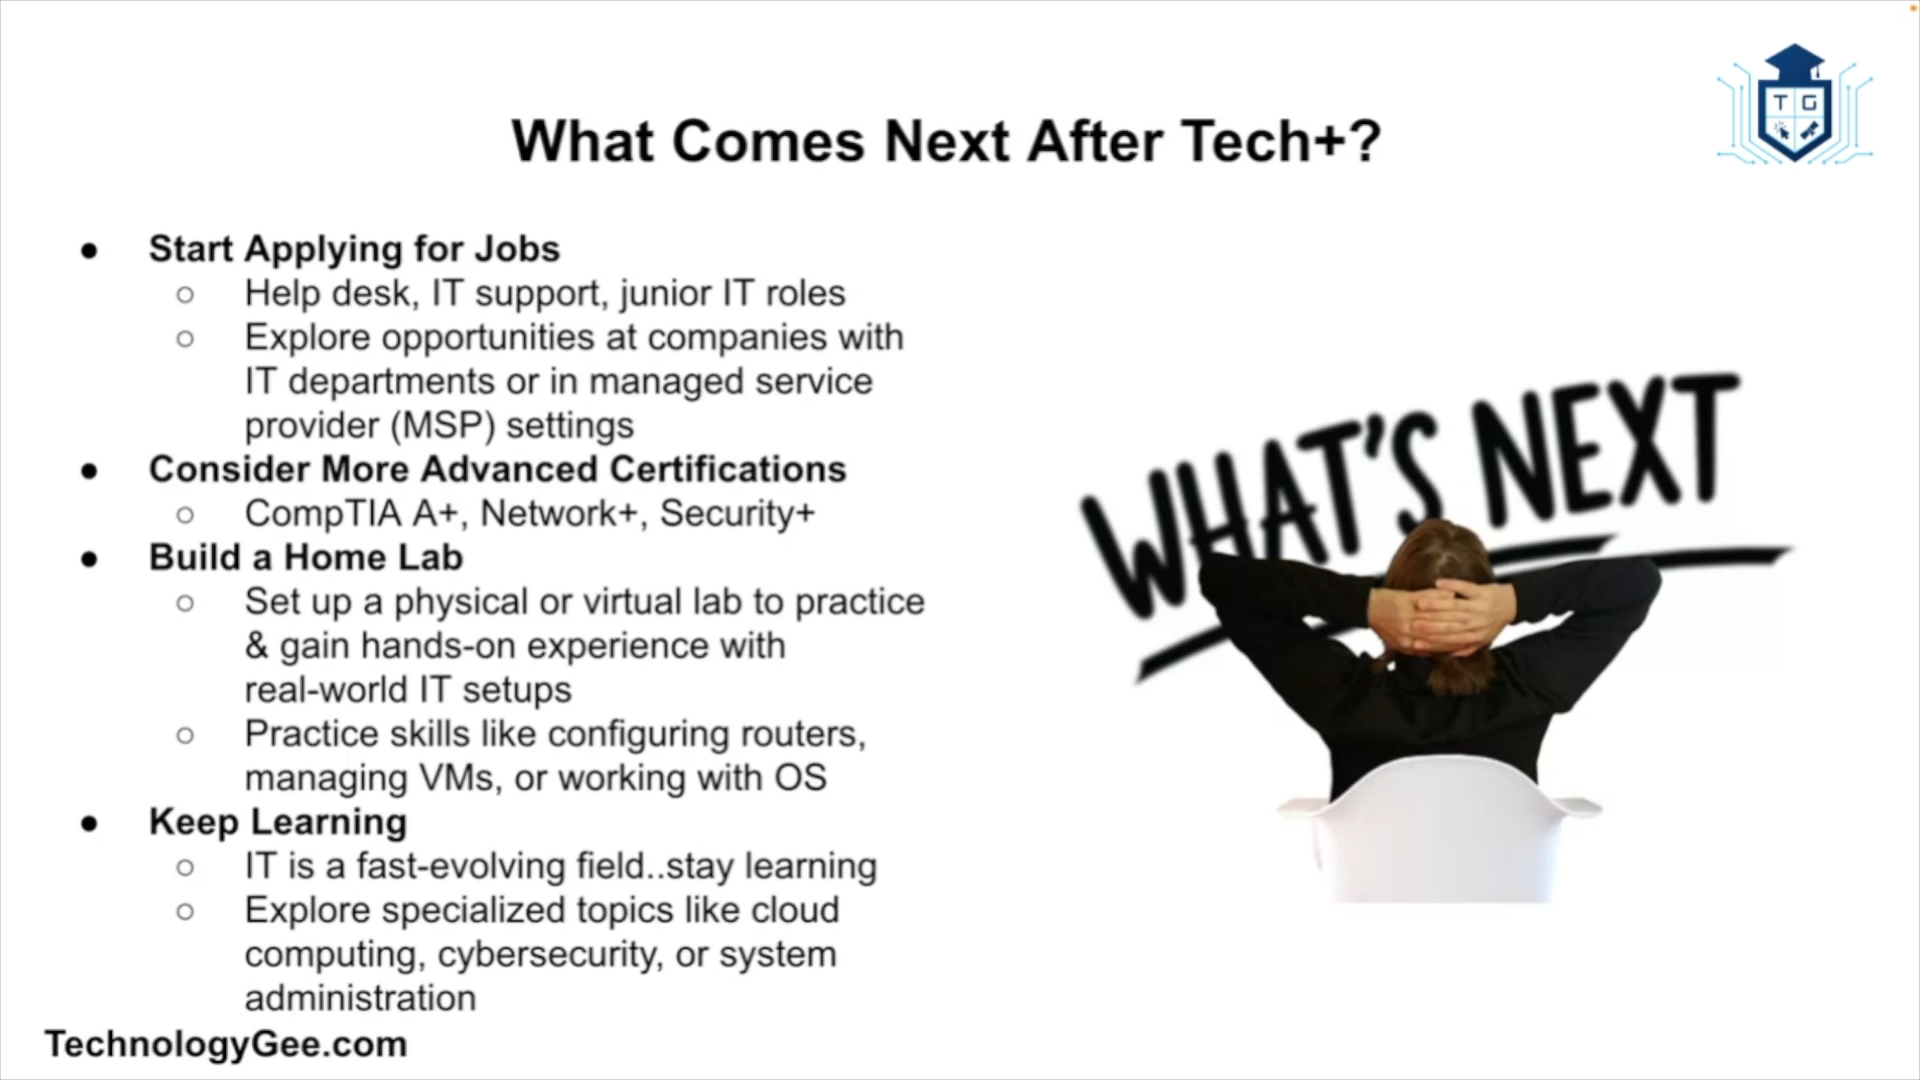 What Comes Next After Tech+?
T G
● Start Applying for Jobs
○ Help desk, IT support, junior IT roles
○ Explore opportunities at companies with
IT departments or in managed service
provider (MSP) settings
● Consider More Advanced Certifications
○ CompTIA A+, Network+, Security+
● Build a Home Lab
○ Set up a physical or virtual lab to practice
& gain hands-on experience with
real-world IT setups
○ Practice skills like configuring routers,
managing VMs, or working with OS
● Keep Learning
○ IT is a fast-evolving field..stay learning
○ Explore specialized topics like cloud
computing, cybersecurity, or system
administration
WHAT'S NEXT
TechnologyGee.com